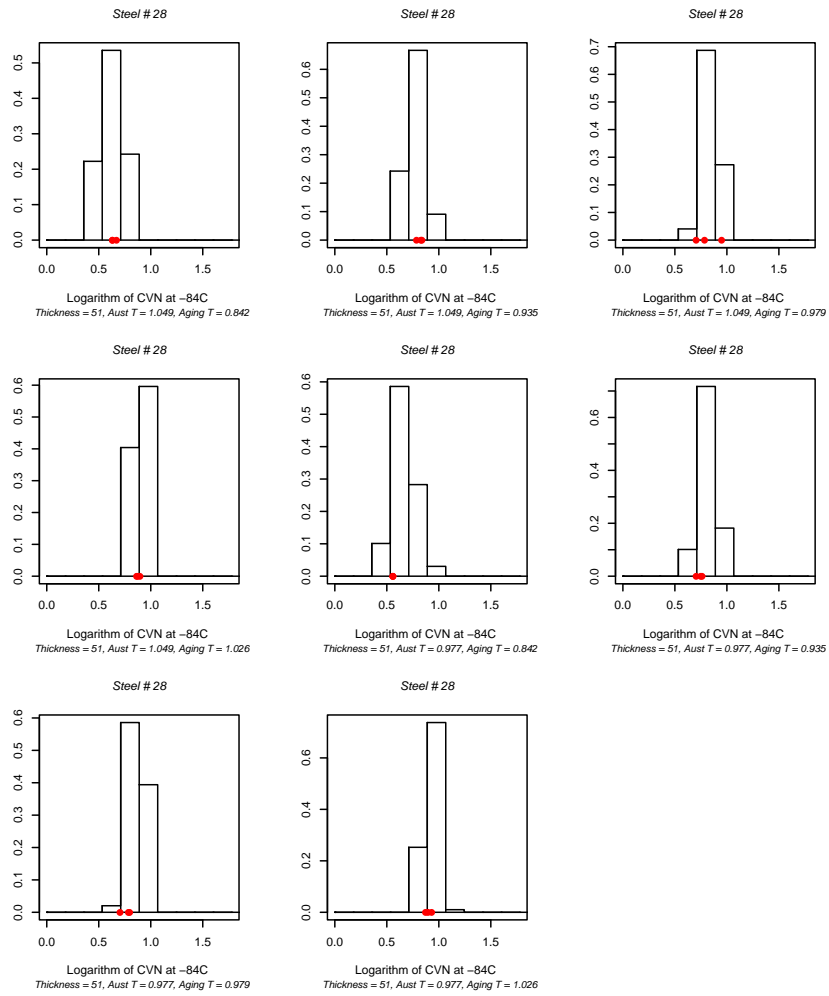 Steel # 28
0.0 0.1 0.2 0.3 0.4 0.5
0.0 0.5 1.0 1.5
Logarithm of CVN at −84C
Thickness = 51, Aust T = 1.049, Aging T = 0.842
Steel # 28
0.0 0.1 0.2 0.3 0.4 0.5 0.6
0.0 0.5 1.0 1.5
Logarithm of CVN at −84C
Thickness = 51, Aust T = 1.049, Aging T = 0.935
Steel # 28
0.0 0.1 0.2 0.3 0.4 0.5 0.6 0.7
0.0 0.5 1.0 1.5
Logarithm of CVN at −84C
Thickness = 51, Aust T = 1.049, Aging T = 0.979
Steel # 28
0.0 0.1 0.2 0.3 0.4 0.5 0.6
0.0 0.5 1.0 1.5
Logarithm of CVN at −84C
Thickness = 51, Aust T = 1.049, Aging T = 1.026
Steel # 28
0.0 0.1 0.2 0.3 0.4 0.5 0.6
0.0 0.5 1.0 1.5
Logarithm of CVN at −84C
Thickness = 51, Aust T = 0.977, Aging T = 0.842
Steel # 28
0.0 0.2 0.4 0.6
0.0 0.5 1.0 1.5
Logarithm of CVN at −84C
Thickness = 51, Aust T = 0.977, Aging T = 0.935
Steel # 28
0.0 0.1 0.2 0.3 0.4 0.5 0.6
0.0 0.5 1.0 1.5
Logarithm of CVN at −84C
Thickness = 51, Aust T = 0.977, Aging T = 0.979
Steel # 28
0.0 0.2 0.4 0.6
0.0 0.5 1.0 1.5
Logarithm of CVN at −84C
Thickness = 51, Aust T = 0.977, Aging T = 1.026